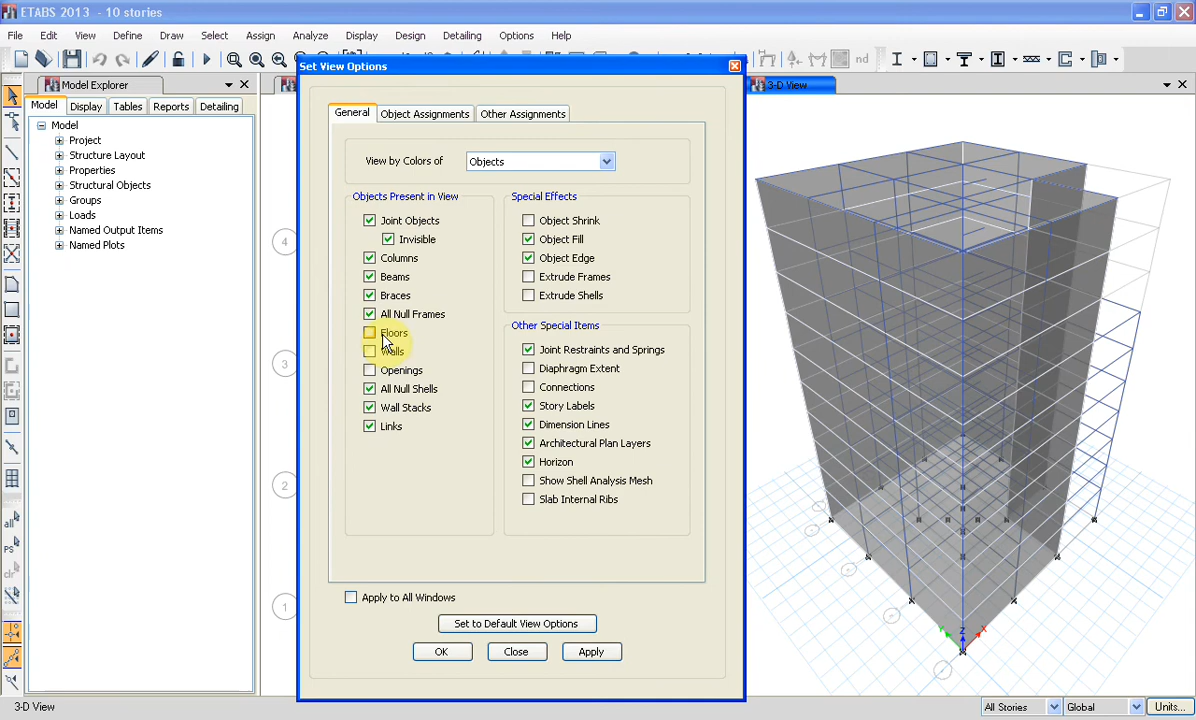 ETABS 2013 - 10 stories
File Edit View Define Draw Select Assign Analyze Display Design Detailing Options Help
nd
Model Explorer
Model Display Tables Reports Detailing
Model
Project
Structure Layout
Properties
Structural Objects
Groups
Loads
Named Output Items
Named Plots
all
PS
clr
4
3
2
1
Set View Options
General Object Assignments Other Assignments
View by Colors of Objects
Objects Present in View
Joint Objects
Invisible
Columns
Beams
Braces
All Null Frames
Floors
Walls
Openings
All Null Shells
Wall Stacks
Links
Special Effects
Object Shrink
Object Fill
Object Edge
Extrude Frames
Extrude Shells
Other Special Items
Joint Restraints and Springs
Diaphragm Extent
Connections
Story Labels
Dimension Lines
Architectural Plan Layers
Horizon
Show Shell Analysis Mesh
Slab Internal Ribs
Apply to All Windows
Set to Default View Options
OK Close Apply
3-D View
Z
Y X
3-D View
All Stories Global Units...